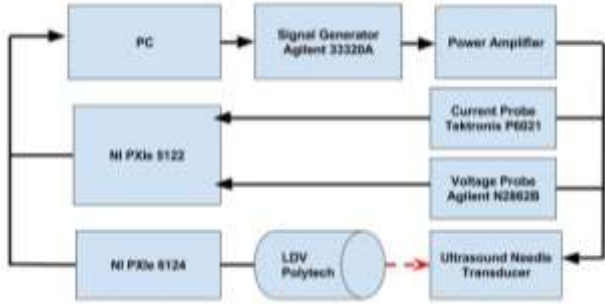 PC
Signal Generator
Agilent 33320A
Power Amplifier
Current Probe
Tektronix P6021
NI PXIe 5122
Voltage Probe
Agilent N2862B
NI PXIe 6124
LDV
Polytech
Ultrasound Needle
Transducer